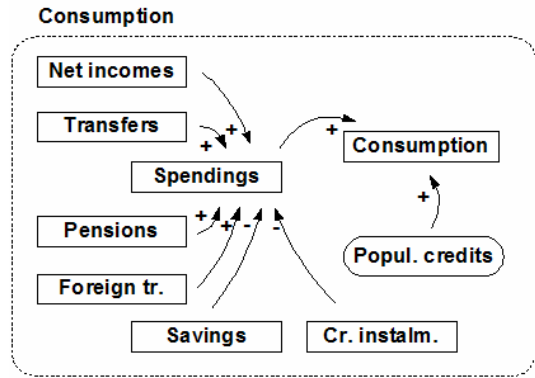 Consumption
Net incomes
Transfers
+
+
+
Consumption
Spendings
+
Pensions
+
+
-
-
Popul. credits
Foreign tr.
Savings
Cr. instalm.